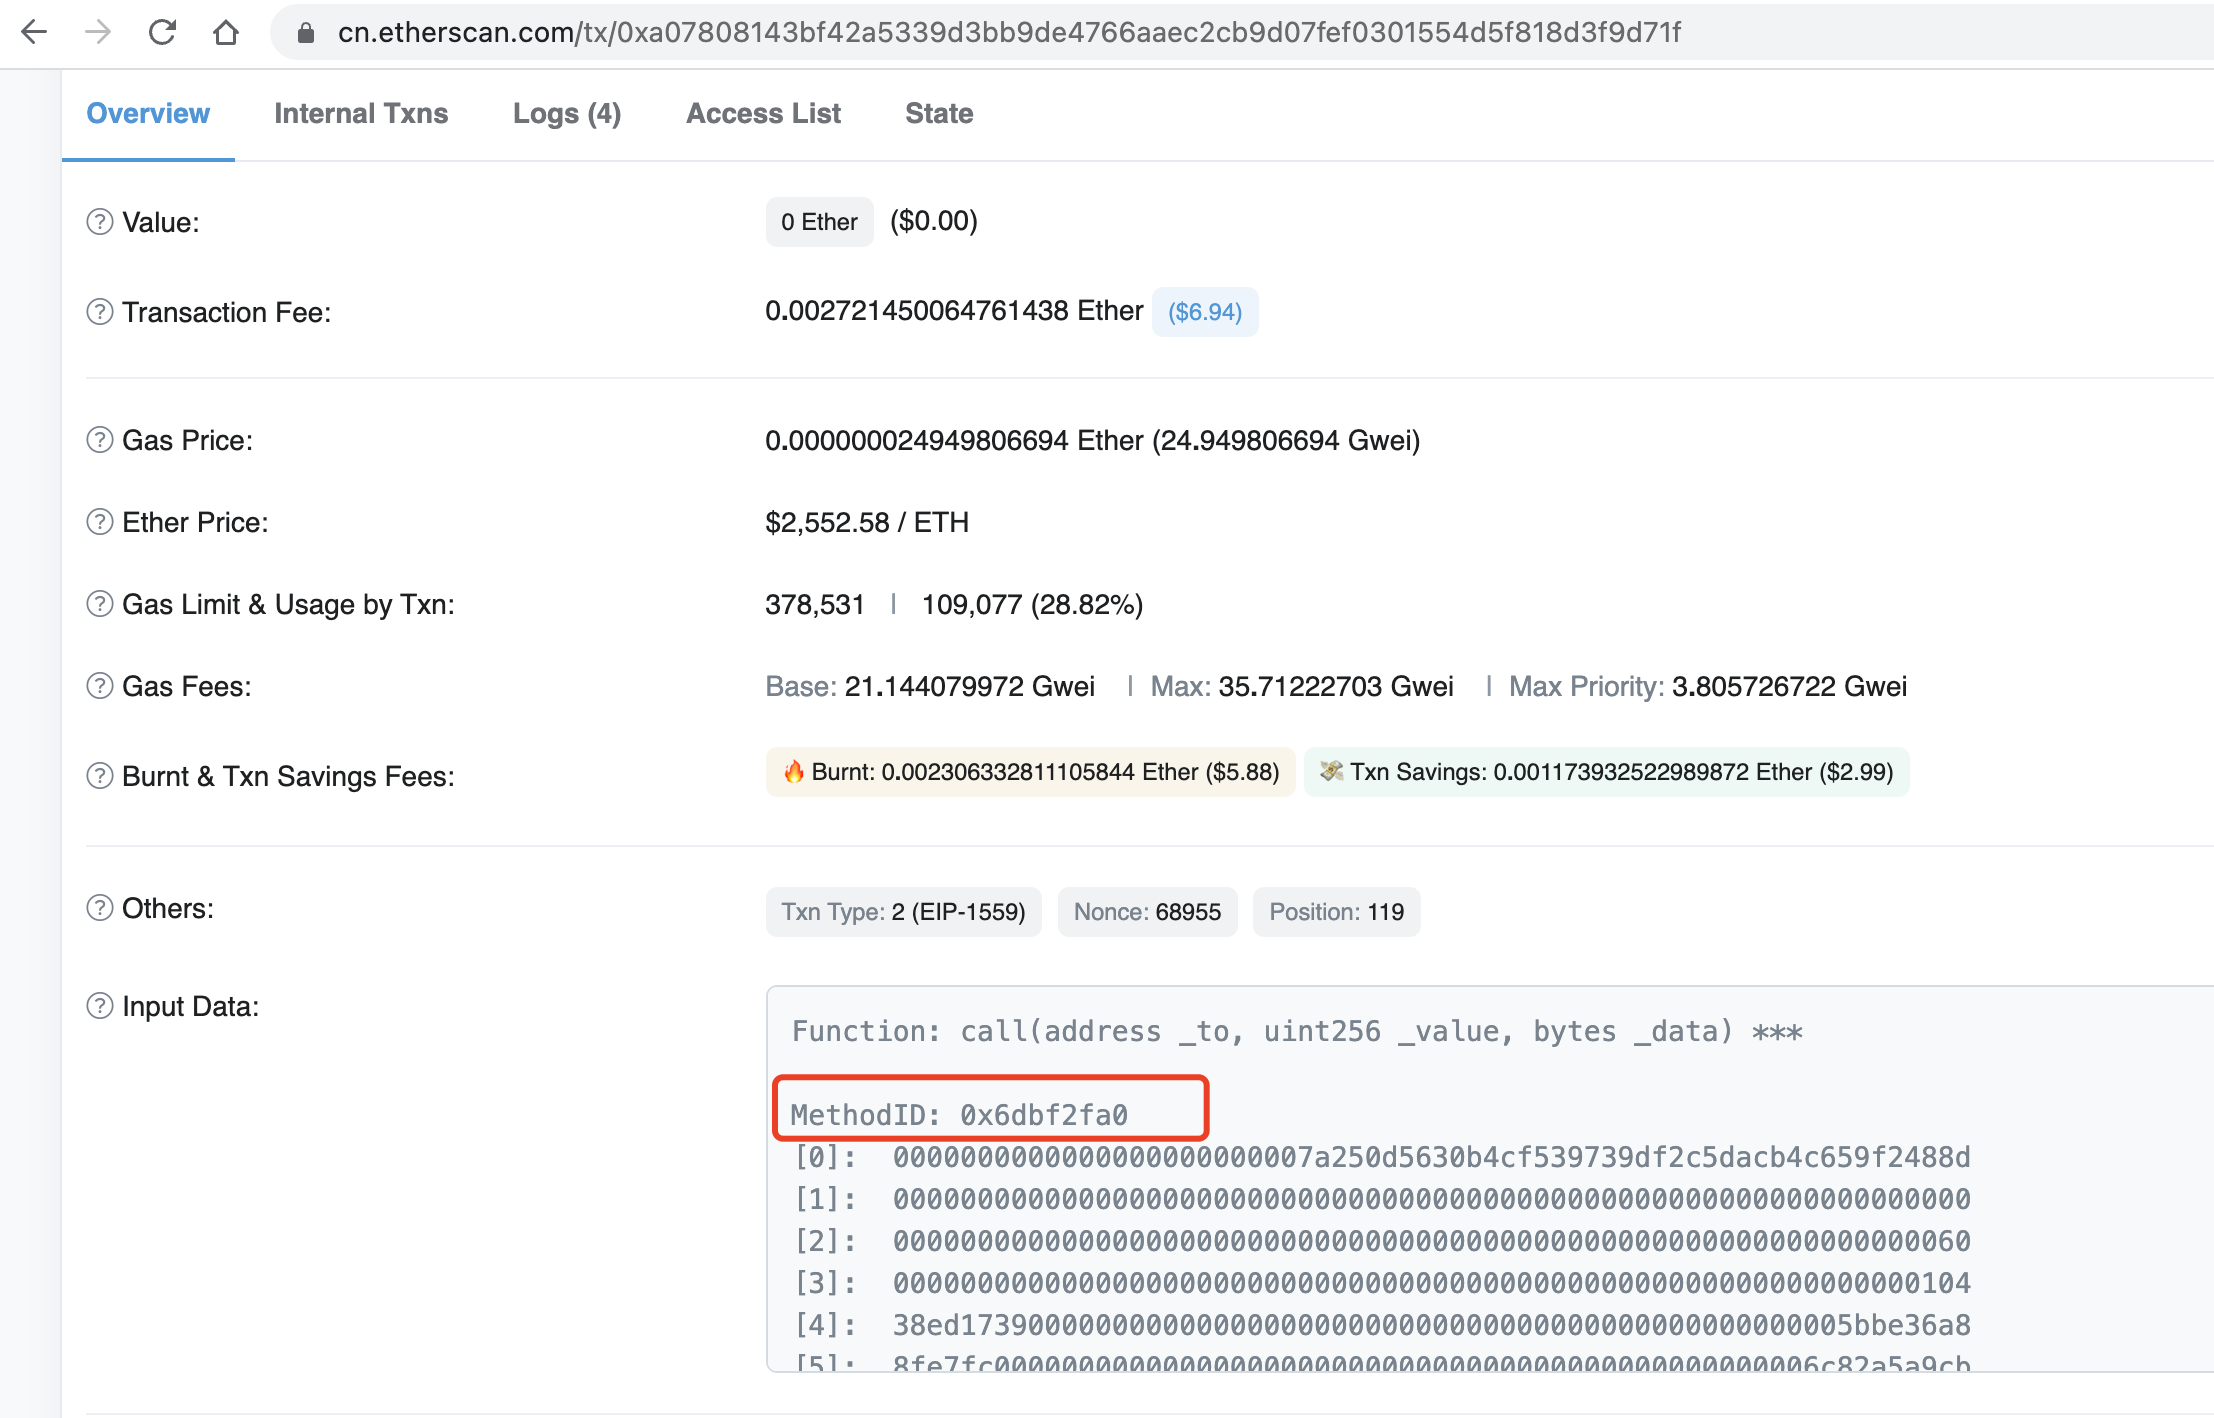 cn.etherscan.com/tx/0xa07808143bf42a5339d3bb9de4766aaec2cb9d07fef0301554d5f818d3f9d71f
Overview Internal Txns Logs (4) Access List State
Value: 0 Ether ($0.00)
Transaction Fee: 0.002721450064761438 Ether ($6.94)
Gas Price: 0.000000024949806694 Ether (24.949806694 Gwei)
Ether Price: $2,552.58 / ETH
Gas Limit & Usage by Txn: 378,531 | 109,077 (28.82%)
Gas Fees: Base: 21.144079972 Gwei | Max: 35.71222703 Gwei | Max Priority: 3.805726722 Gwei
Burnt & Txn Savings Fees: 🔥 Burnt: 0.002306332811105844 Ether ($5.88) 💸 Txn Savings: 0.001173932522989872 Ether ($2.99)
Others: Txn Type: 2 (EIP-1559) Nonce: 68955 Position: 119
Input Data:
Function: call(address _to, uint256 _value, bytes _data) ***
MethodID: 0x6dbf2fa0
[0]: 0000000000000000000000007a250d5630b4cf539739df2c5dacb4c659f2488d
[1]: 0000000000000000000000000000000000000000000000000000000000000000
[2]: 0000000000000000000000000000000000000000000000000000000000000060
[3]: 0000000000000000000000000000000000000000000000000000000000000104
[4]: 38ed173900000000000000000000000000000000000000000000000005bbe36a8
[5]: 8fe7fc000000000000000000000000000000000000000000000000006c82a5a9cb